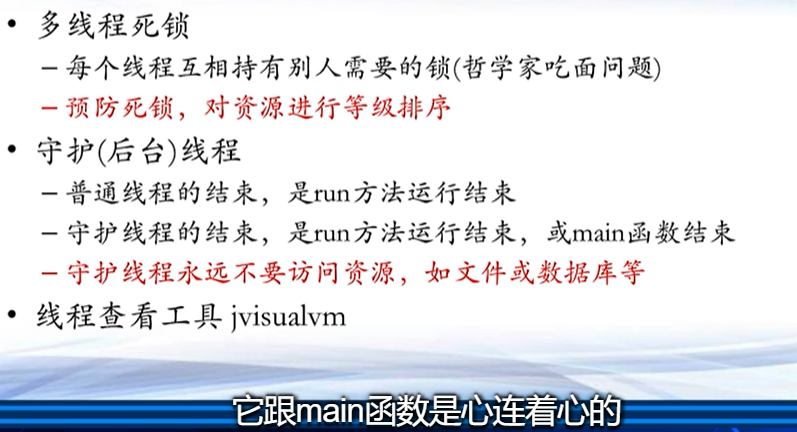 • 多线程死锁
– 每个线程互相持有别人需要的锁(哲学家吃面问题)
– 预防死锁，对资源进行等级排序
• 守护(后台)线程
– 普通线程的结束，是run方法运行结束
– 守护线程的结束，是run方法运行结束，或main函数结束
– 守护线程永远不要访问资源，如文件或数据库等
• 线程查看工具 jvisualvm
它跟main函数是心连着心的